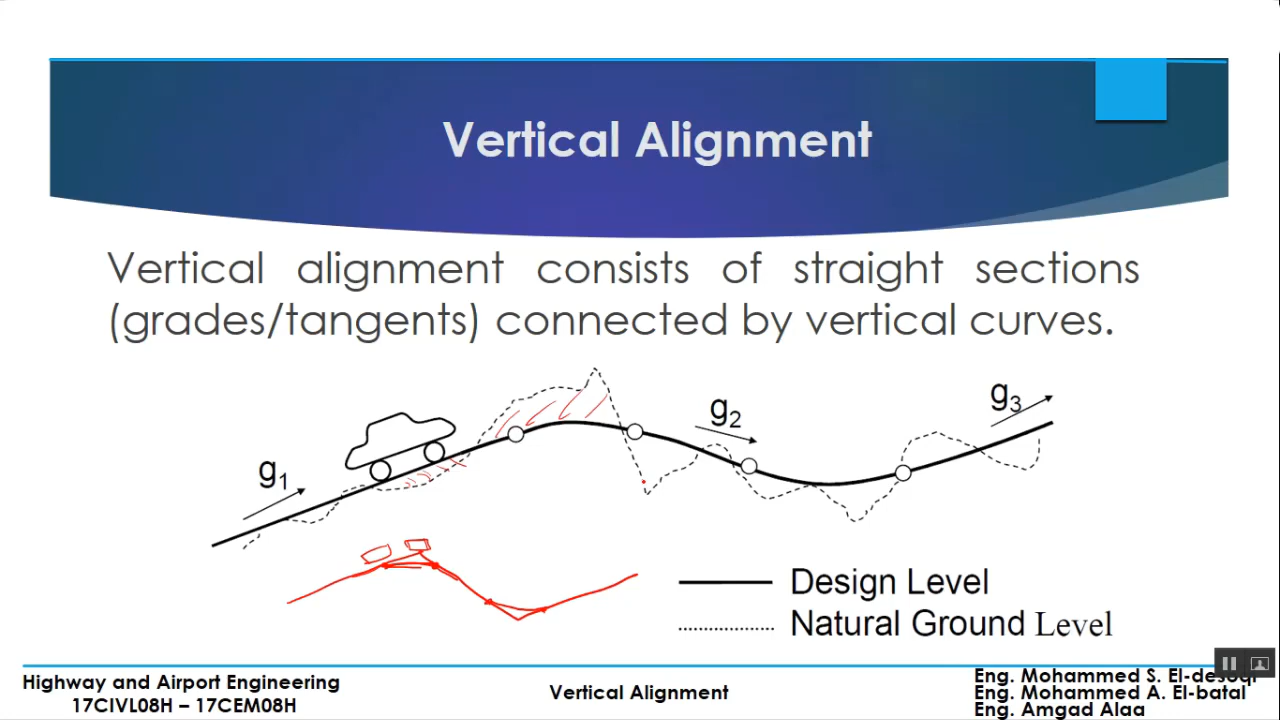 Vertical Alignment
Vertical alignment consists of straight sections
(grades/tangents) connected by vertical curves.
g1
g2
g3
Design Level
Natural Ground Level
Highway and Airport Engineering
17CIVL08H – 17CEM08H
Vertical Alignment
Eng. Mohammed S. El-desoqi
Eng. Mohammed A. El-batal
Eng. Amgad Alaa